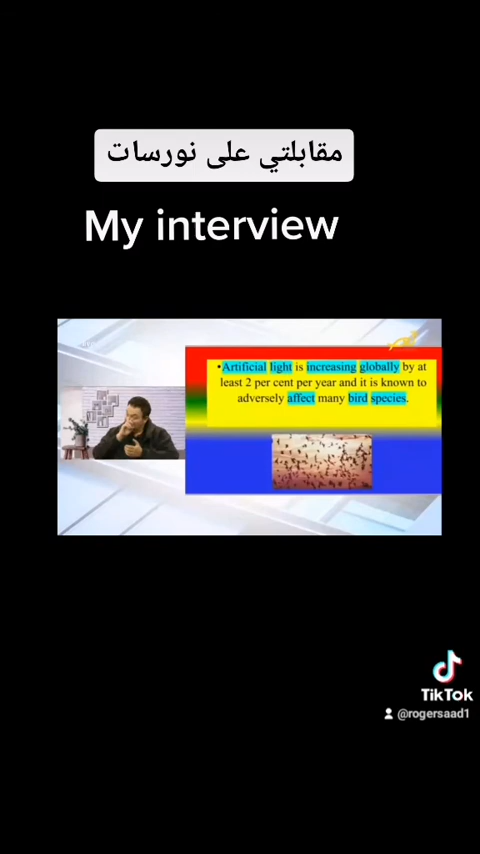 مقابلتي على نورسات
My interview
•Artificial light is increasing globally by at
least 2 per cent per year and it is known to
adversely affect many bird species.
TikTok
@rogersaad1